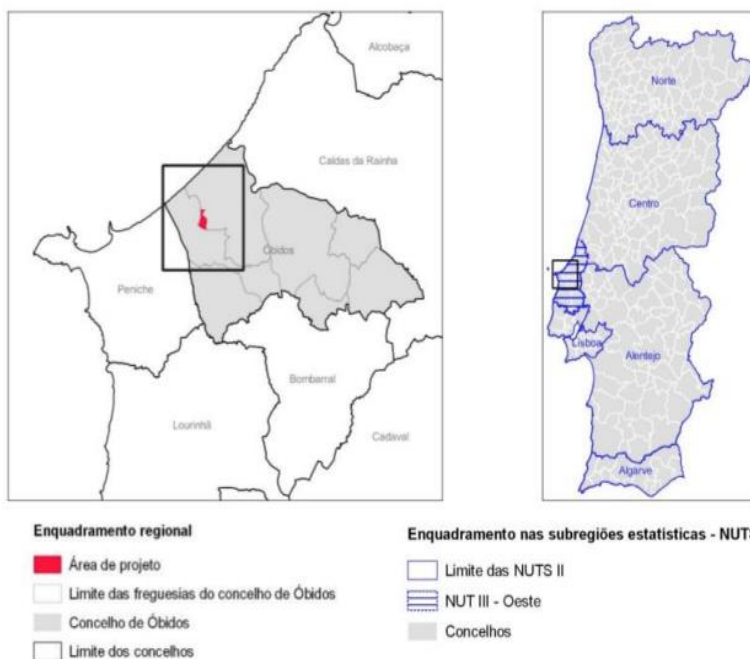 Alcobaça
Caldas da Rainha
Óbidos
Peniche
Bombarral
Lourinhã
Cadaval
Norte
Centro
Lisboa
Alentejo
Algarve
Enquadramento regional
Área de projeto
Limite das freguesias do concelho de Óbidos
Concelho de Óbidos
Limite dos concelhos
Enquadramento nas subregiões estatisticas - NUTS
Limite das NUTS II
NUT III - Oeste
Concelhos